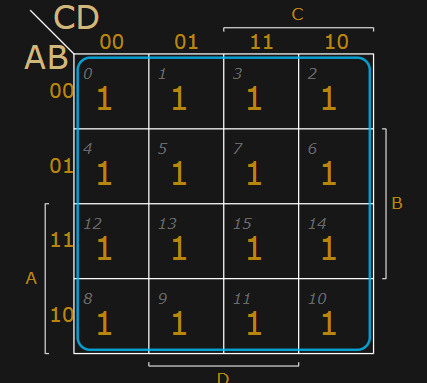 CD
C
00 01 11 10
AB
0 1 3 2
00 1 1 1 1
4 5 7 6
01 1 1 1 1
B
12 13 15 14
11 1 1 1 1
A
8 9 11 10
10 1 1 1 1
D